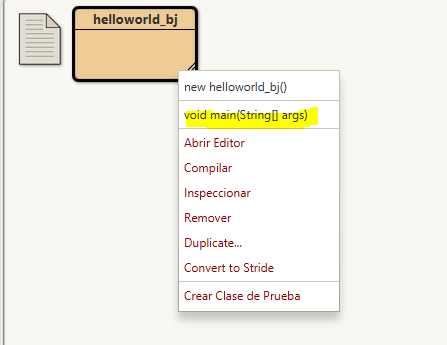 helloworld_bj
new helloworld_bj()
void main(String[] args)
Abrir Editor
Compilar
Inspeccionar
Remover
Duplicate...
Convert to Stride
Crear Clase de Prueba